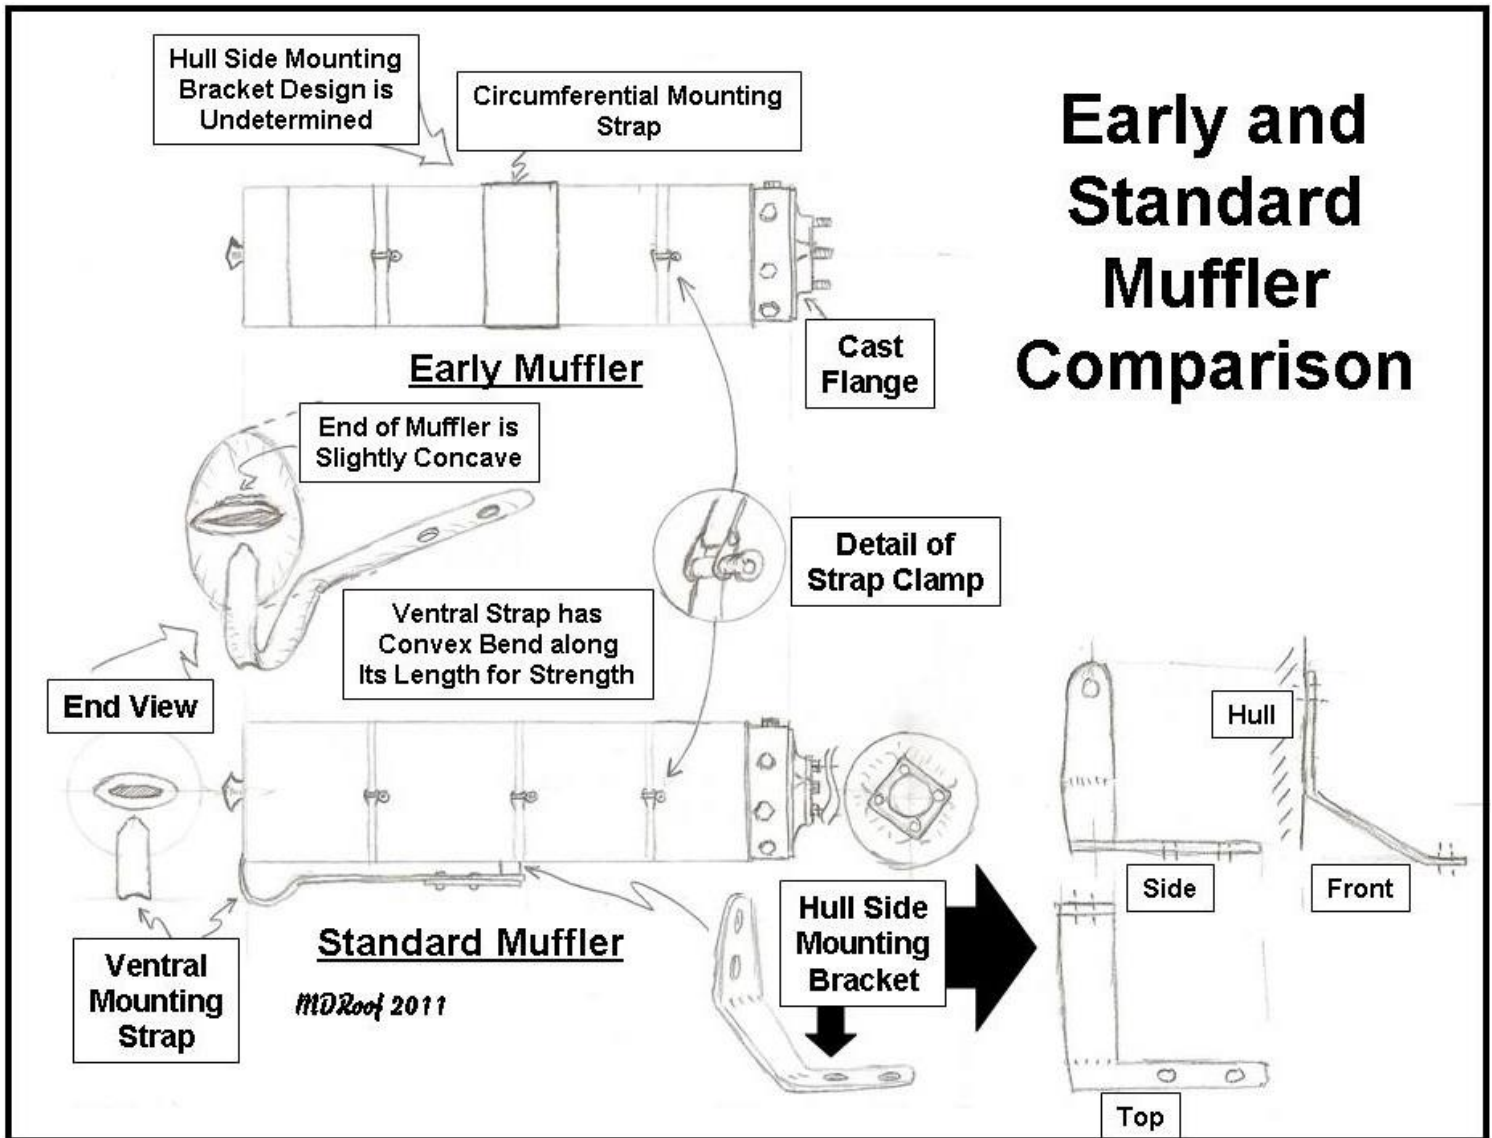 Early and
Standard
Muffler
Comparison
Hull Side Mounting
Bracket Design is
Undetermined
Circumferential Mounting
Strap
Cast
Flange
Early Muffler
End of Muffler is
Slightly Concave
Detail of
Strap Clamp
Ventral Strap has
Convex Bend along
Its Length for Strength
End View
Hull
Side
Front
Hull Side
Mounting
Bracket
Standard Muffler
Ventral
Mounting
Strap
MDRoof 2011
Top